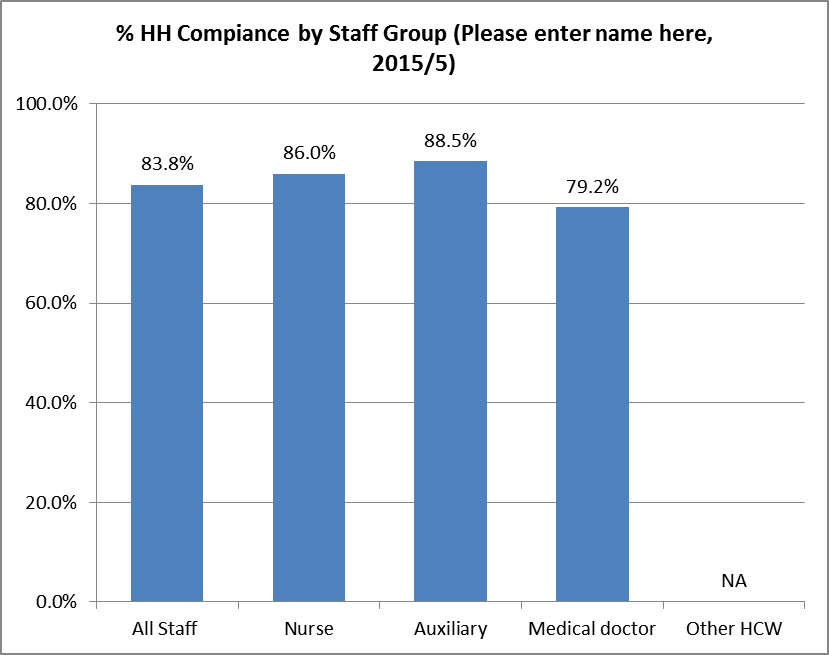 % HH Compiance by Staff Group (Please enter name here,
2015/5)
100.0%
80.0%
60.0%
40.0%
20.0%
0.0%
83.8%
86.0%
88.5%
79.2%
NA
All Staff
Nurse
Auxiliary
Medical doctor
Other HCW